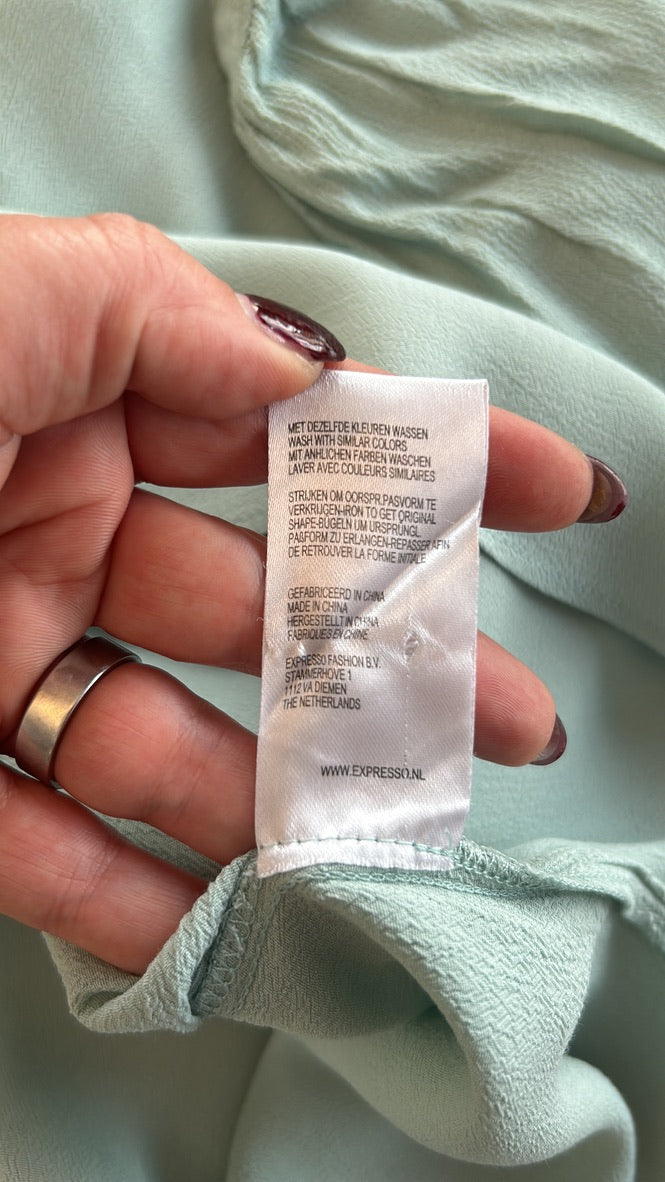 MET DEZELFDE KLEUREN WASSEN
WASH WITH SIMILAR COLORS
MIT ANHLICHEN FARBEN WASCHEN
LAVER AVEC COULEURS SIMILAIRES
STRIJKEN OM OORSPR.PASVORM TE
VERKRIJGEN-IRON TO GET ORIGINAL
SHAPE-BÜGELN UM URSPRÜNGL.
PAßFORM ZU ERLANGEN-REPASSER AFIN
DE RETROUVER LA FORME INITIALE
GEFABRICEERD IN CHINA
MADE IN CHINA
HERGESTELLT IN CHINA
FABRIQUES EN CHINE
EXPRESSO FASHION B.V.
STAMMERHOVE 1
1112 VA DIEMEN
THE NETHERLANDS
WWW.EXPRESSO.NL